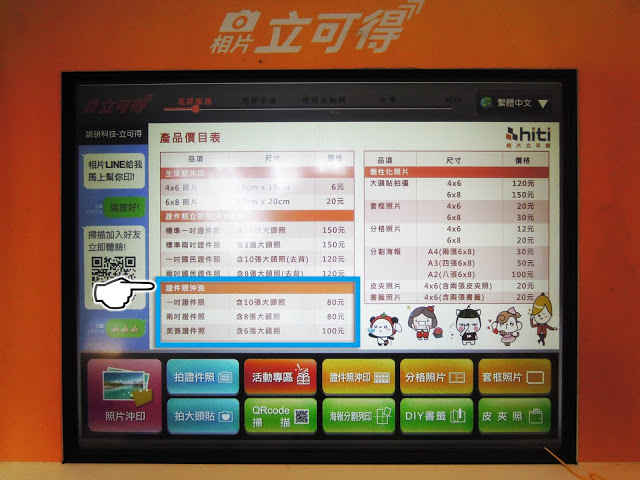 相片立可得
立可得
選擇服務
繁體中文
誠研科技-立可得
產品價目表
hiti
相片立可得
相片LINE給我
馬上幫你印!
這麼好!
掃描加入好友
立即體驗!
品項 尺寸 價格
生活照沖印
4x6 照片 6元
6x8 照片 20cm 20元
標準一吋證件照 含10張大頭照 150元
標準兩吋證件照 含8張大頭照 150元
一吋國民證件照 含10張大頭照(去背) 120元
兩吋國民證件照 含8張大頭照(去背) 120元
證件照沖洗
一吋證件照 含10張大頭照 80元
兩吋證件照 含8張大頭照 80元
美簽證件照 含6張大頭照 100元
品項 尺寸 價格
個性化照片
大頭貼拍攝 4x6 120元
6x8 150元
套框照片 4x6 20元
6x8 30元
分格照片 4x6 12元
6x8 20元
分割海報 A4(兩張6x8) 30元
A3(四張6x8) 50元
A2(八張6x8) 100元
皮夾照片 4x6(含兩張皮夾照) 20元
書籤照片 4x6(含兩張書籤) 20元
照片沖印
拍證件照
活動專區
證件照沖印
分格照片
套框照片
拍大頭貼
QRcode
掃描
海報分割列印
DIY書籤
皮夾照